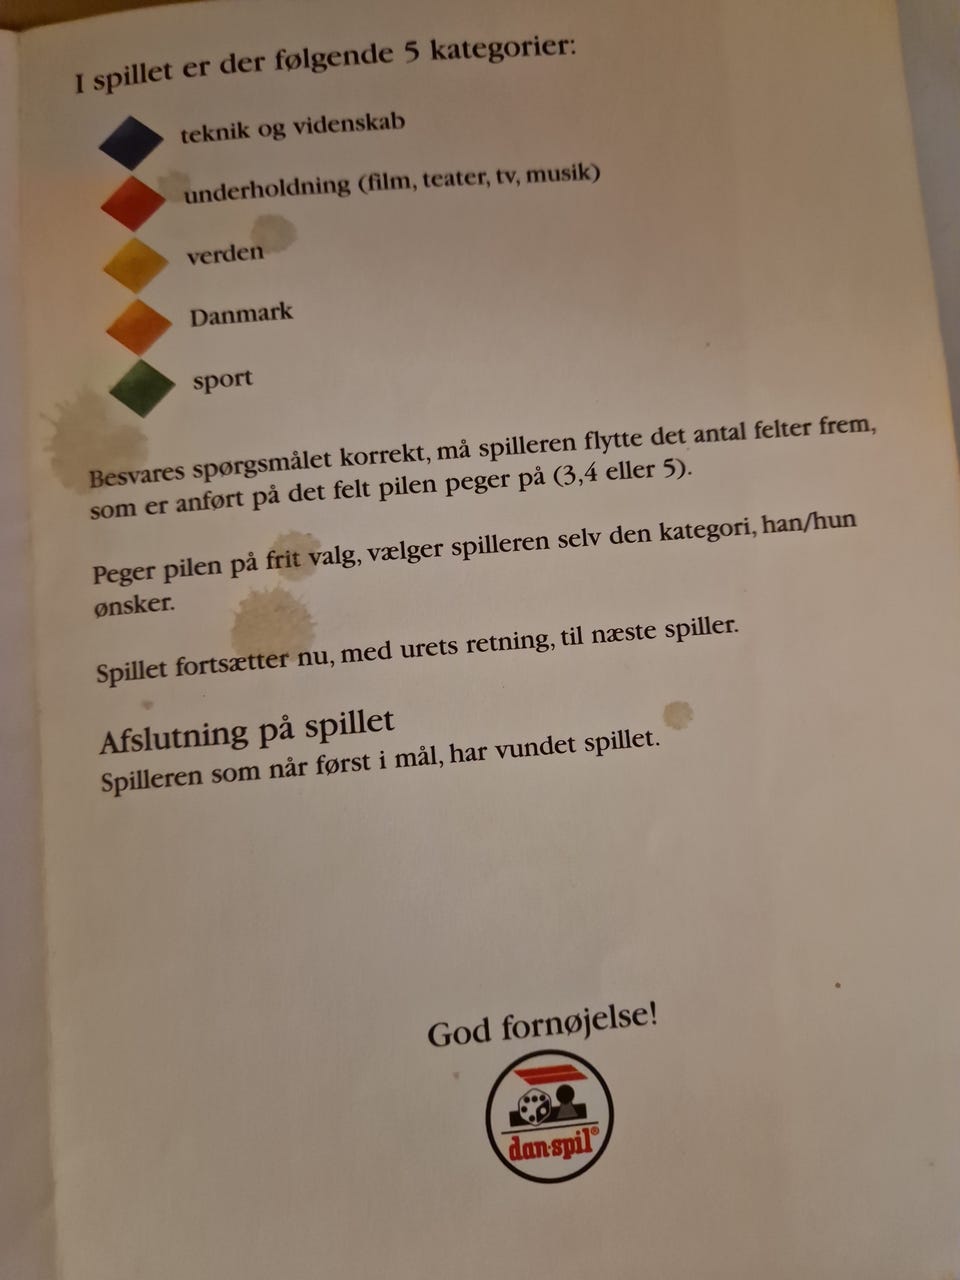 I spillet er der følgende 5 kategorier:
teknik og videnskab
underholdning (film, teater, tv, musik)
verden
Danmark
sport
Besvares spørgsmålet korrekt, må spilleren flytte det antal felter frem,
som er anført på det felt pilen peger på (3,4 eller 5).
Peger pilen på frit valg, vælger spilleren selv den kategori, han/hun
ønsker.
Spillet fortsætter nu, med urets retning, til næste spiller.
Afslutning på spillet
Spilleren som når først i mål, har vundet spillet.
God fornøjelse!
dan·spil®